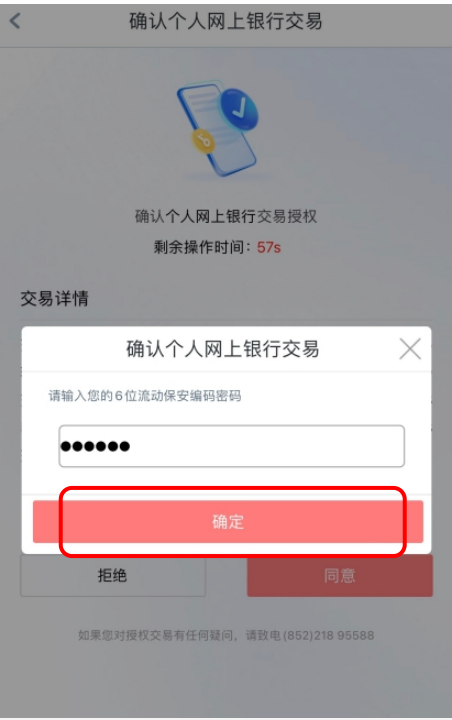 确认个人网上银行交易
确认个人网上银行交易授权
剩余操作时间：57s
交易详情
确认个人网上银行交易
请输入您的6位流动保安编码密码
●●●●●●
确定
拒绝
同意
如果您对授权交易有任何疑问，请致电(852)218 95588